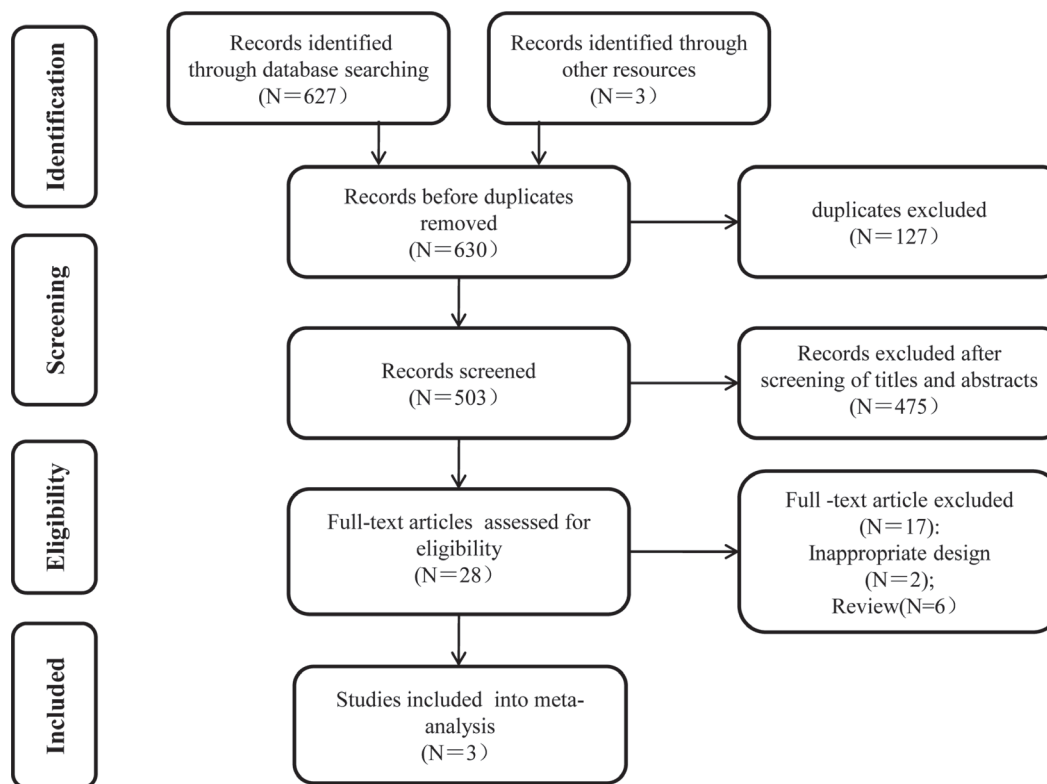 Identification
Records identified
through database searching
(N=627）
Records identified through
other resources
(N=3）
Records before duplicates
removed
(N=630）
duplicates excluded
(N=127）
Screening
Records screened
(N=503）
Records excluded after
screening of titles and abstracts
(N=475）
Eligibility
Full-text articles assessed for
eligibility
(N=28）
Full -text article excluded
(N=17):
Inappropriate design
(N=2);
Review(N=6）
Included
Studies included into meta-
analysis
(N=3）